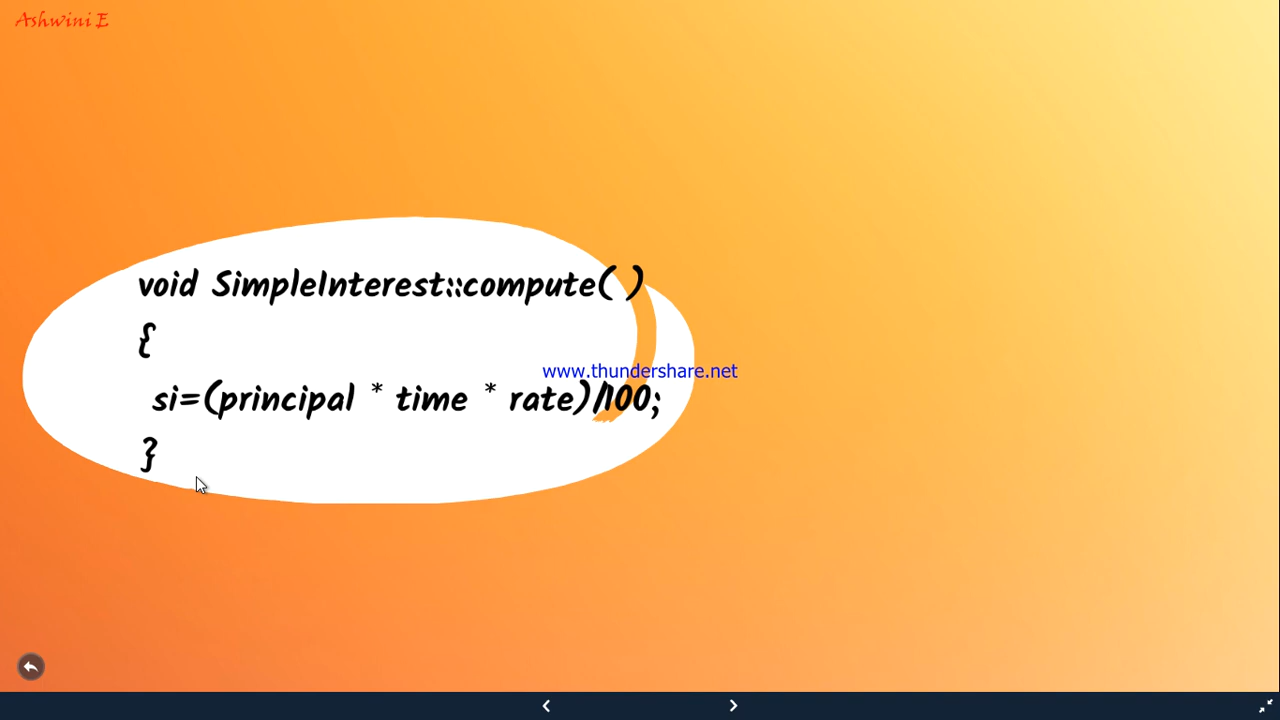 Ashwini E
void SimpleInterest::compute( )
{
www.thundershare.net
si=(principal * time * rate)/100;
}